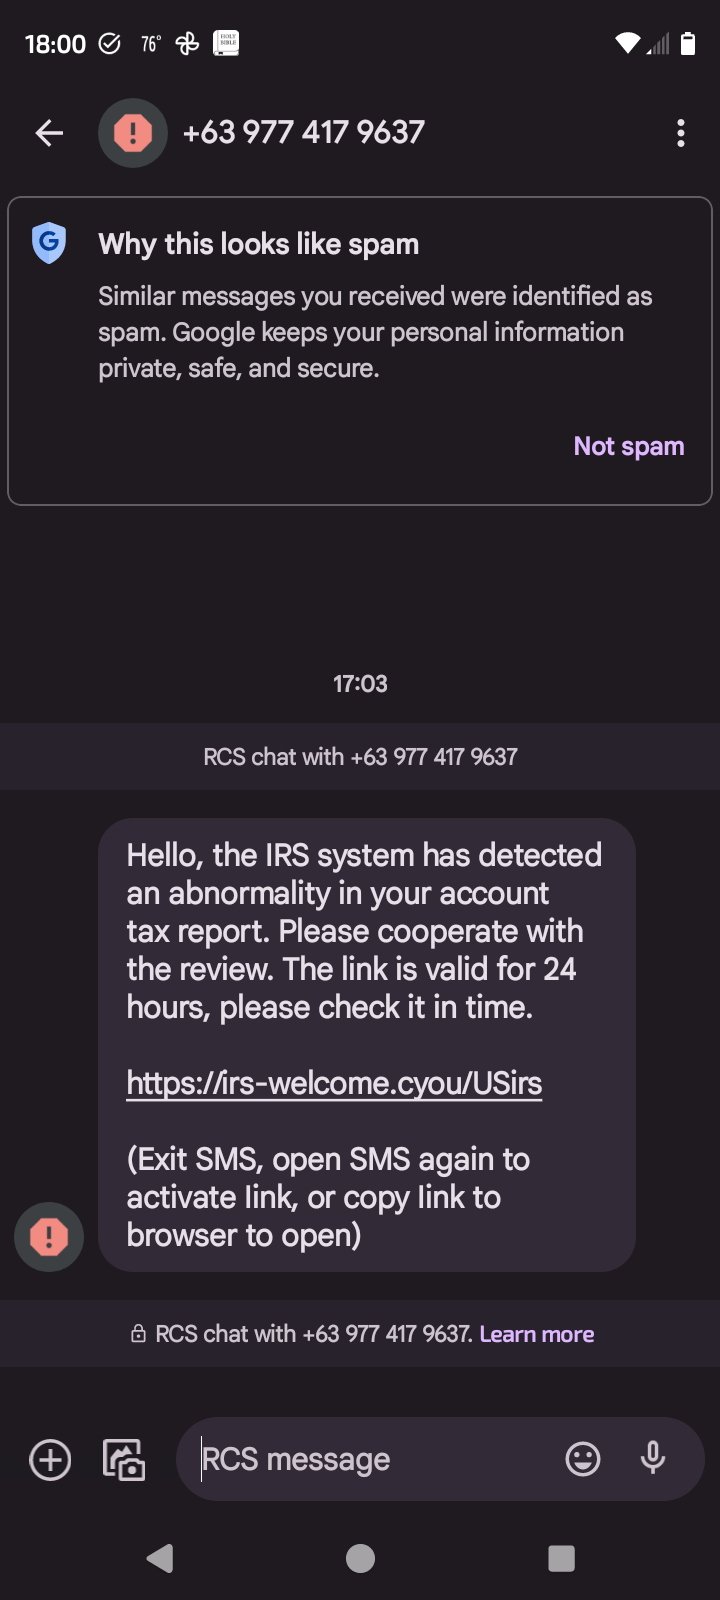 18:00 76° HOLY BIBLE
+63 977 417 9637
Why this looks like spam
Similar messages you received were identified as
spam. Google keeps your personal information
private, safe, and secure.
Not spam
17:03
RCS chat with +63 977 417 9637
Hello, the IRS system has detected
an abnormality in your account
tax report. Please cooperate with
the review. The link is valid for 24
hours, please check it in time.
https://irs-welcome.cyou/USirs
(Exit SMS, open SMS again to
activate link, or copy link to
browser to open)
RCS chat with +63 977 417 9637. Learn more
RCS message